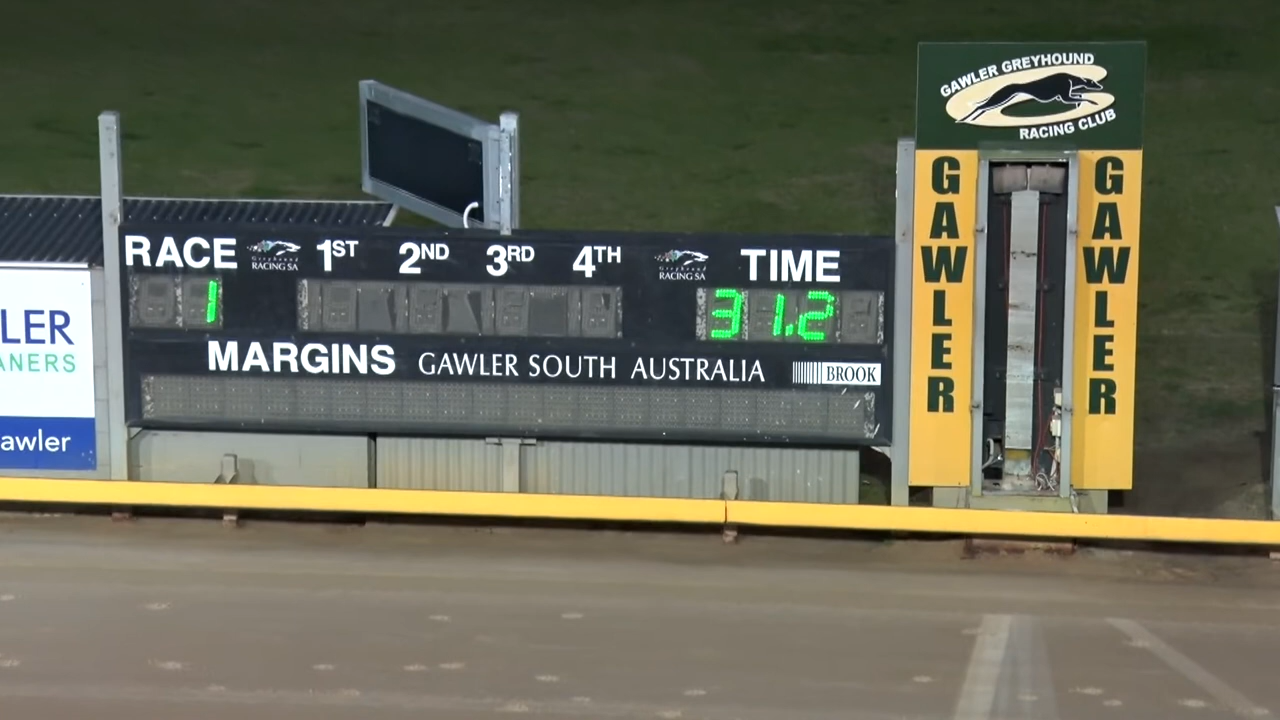 GAWLER GREYHOUND
RACING CLUB
GAWLER
GAWLER
RACE
Greyhound
RACING SA
1ST
2ND
3RD
4TH
Greyhound
RACING SA
TIME
1
31.2
MARGINS
GAWLER SOUTH AUSTRALIA
BROOK
LER
ANERS
awler